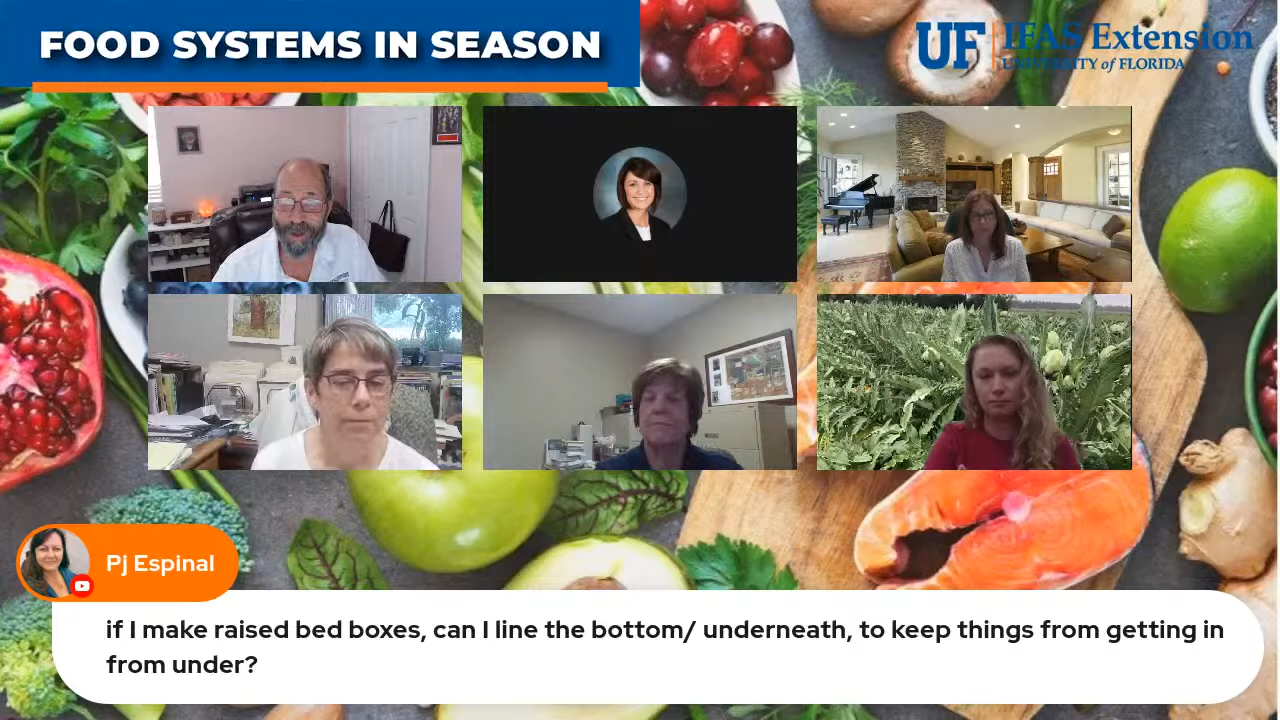 FOOD SYSTEMS IN SEASON
UF IFAS Extension
UNIVERSITY of FLORIDA
Pj Espinal
if I make raised bed boxes, can I line the bottom/ underneath, to keep things from getting in
from under?